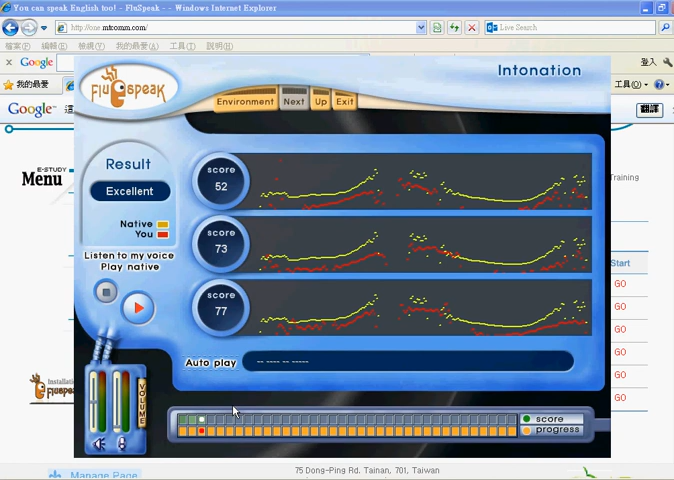 You can speak English too! - FluSpeak - - Windows Internet Explorer
http://one.mtcomm.com/
Live Search
檔案(F) 編輯(E) 檢視(V) 我的最愛(A) 工具(T) 說明(H)
x Google
登入
我的最愛
工具(O)
Google
翻譯
FluSpeak
Intonation
Environment Next Up Exit
E-STUDY
Menu
Training
Result
Excellent
Native
You
Listen to my voice
Play native
score
52
score
73
score
77
Start
GO
GO
GO
GO
GO
GO
Auto play -- ---- -- -----
VOLUME
score
progress
Installa
FluSpeak
Manage Page
75 Dong-Ping Rd. Tainan, 701, Taiwan